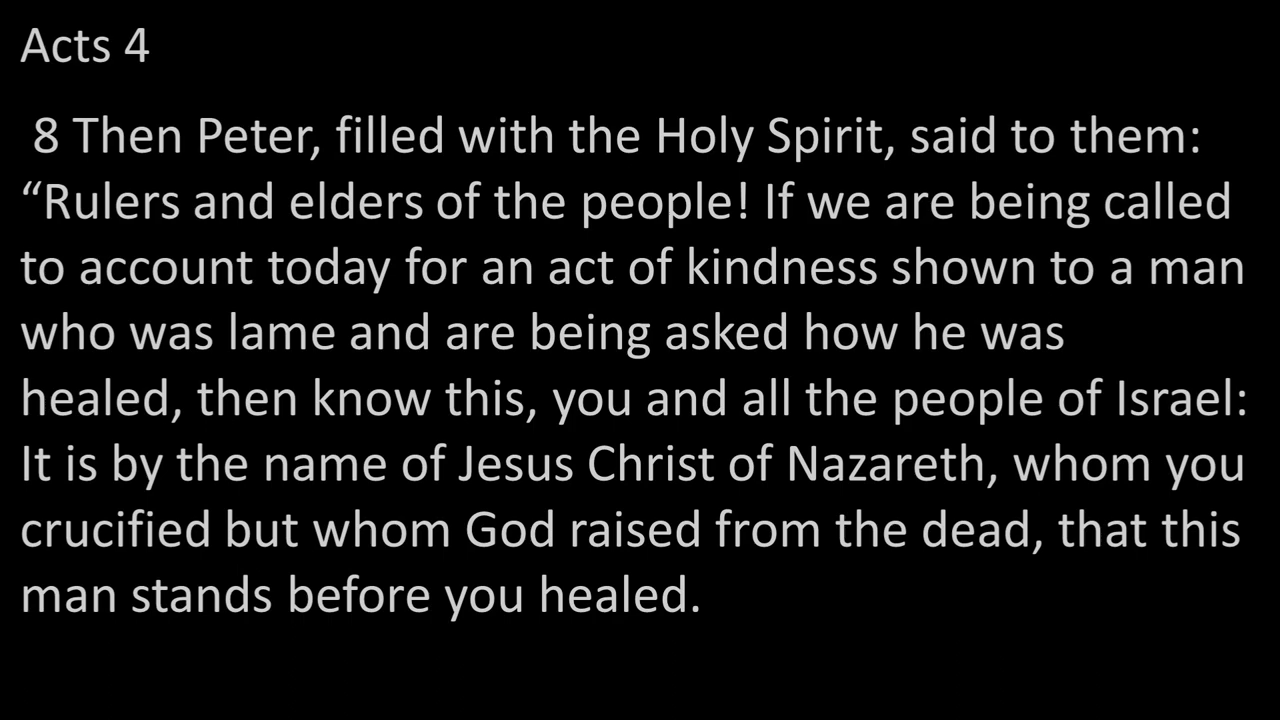 Acts 4
8 Then Peter, filled with the Holy Spirit, said to them:
“Rulers and elders of the people! If we are being called
to account today for an act of kindness shown to a man
who was lame and are being asked how he was
healed, then know this, you and all the people of Israel:
It is by the name of Jesus Christ of Nazareth, whom you
crucified but whom God raised from the dead, that this
man stands before you healed.